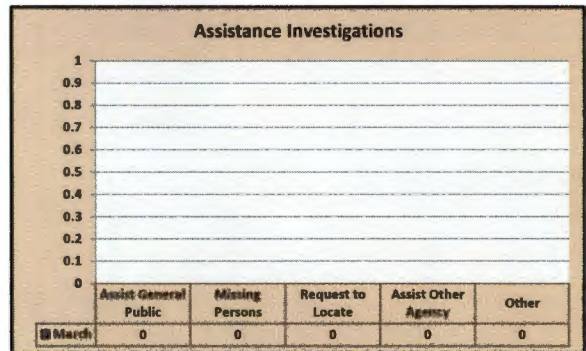 Assistance Investigations
1
0.9
0.8
0.7
0.6
0.5
0.4
0.3
0.2
0.1
0
Assist General Public
Missing Persons
Request to Locate
Assist Other Agency
Other
March 0 0 0 0 0